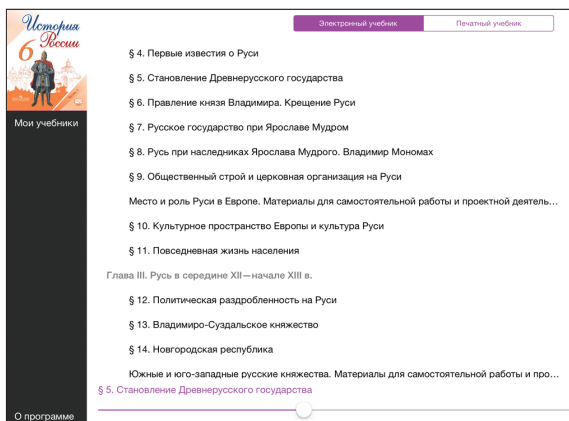 История
России
6
Электронный учебник
Печатный учебник
§ 4. Первые известия о Руси
§ 5. Становление Древнерусского государства
§ 6. Правление князя Владимира. Крещение Руси
Мои учебники
§ 7. Русское государство при Ярославе Мудром
§ 8. Русь при наследниках Ярослава Мудрого. Владимир Мономах
§ 9. Общественный строй и церковная организация на Руси
Место и роль Руси в Европе. Материалы для самостоятельной работы и проектной деятель...
§ 10. Культурное пространство Европы и культура Руси
§ 11. Повседневная жизнь населения
Глава III. Русь в середине XII—начале XIII в.
§ 12. Политическая раздробленность на Руси
§ 13. Владимиро-Суздальское княжество
§ 14. Новгородская республика
Южные и юго-западные русские княжества. Материалы для самостоятельной работы и про...
§ 5. Становление Древнерусского государства
О программе